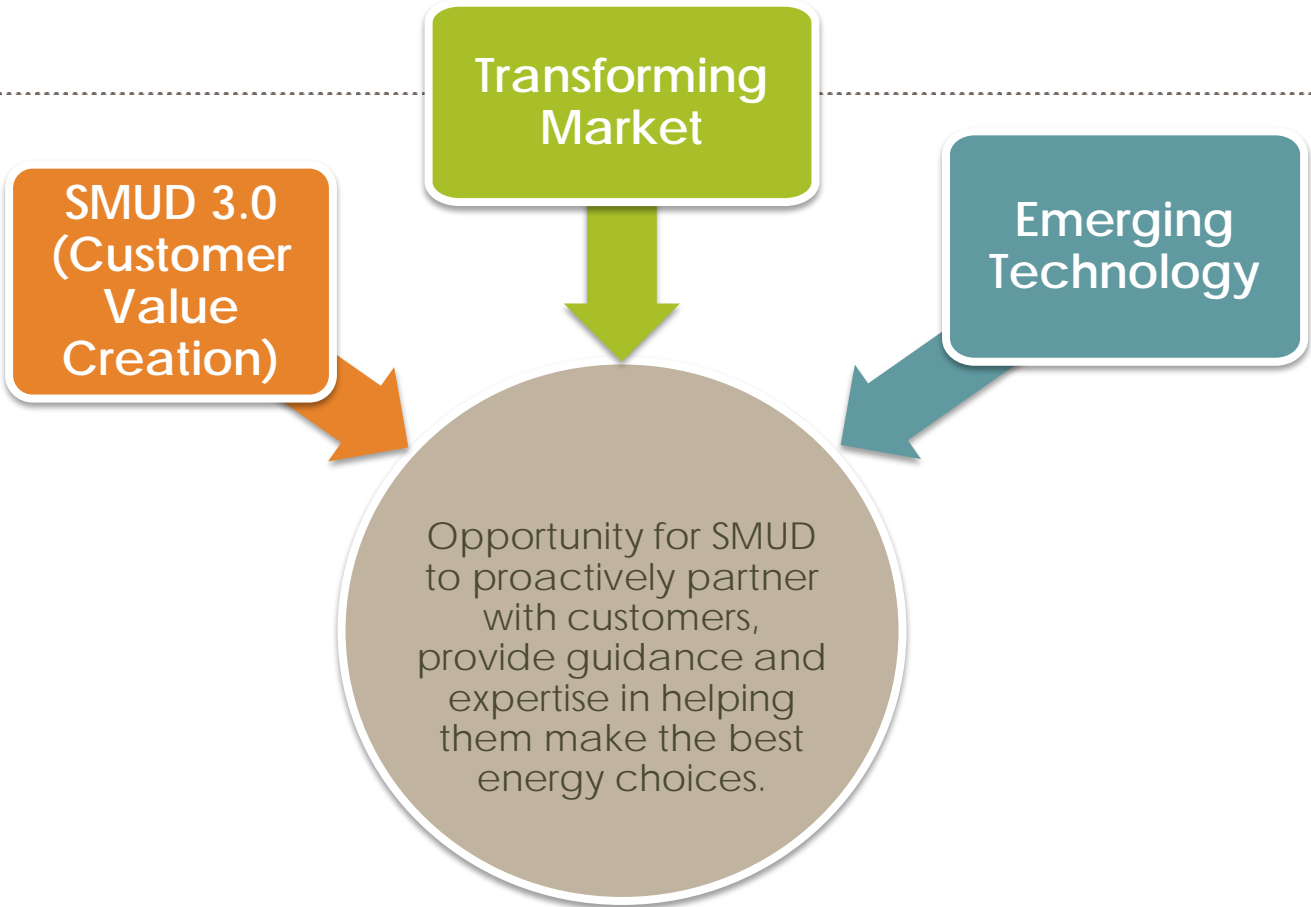 Transforming
Market
SMUD 3.0
(Customer
Value
Creation)
Emerging
Technology
Opportunity for SMUD
to proactively partner
with customers,
provide guidance and
expertise in helping
them make the best
energy choices.